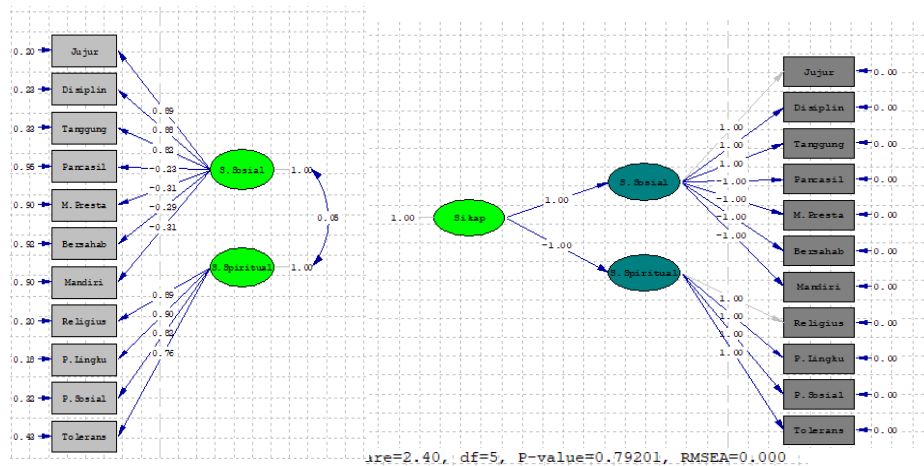 0.20
Jujur
0.23
Disiplin
0.33
Tanggung
0.95
Pancasil
0.90
M.Presta
0.92
Bersahab
0.90
Mandiri
0.20
Religius
P.Lingku
0.32
P.Sosial
Tolerans
0.89
0.88
0.82
-0.23
-0.31
-0.29
-0.31
S.Sosial
1.00
0.05
S.Spiritual
1.00
0.89
0.90
0.82
0.76
1.00
Sikap
1.00
-1.00
S.Sosial
S.Spiritual
1.00
1.00
1.00
-1.00
-1.00
-1.00
-1.00
1.00
1.00
1.00
1.00
Jujur
0.00
Disiplin
0.00
Tanggung
0.00
Pancasil
0.00
M.Presta
0.00
Bersahab
0.00
Mandiri
0.00
Religius
0.00
P.Lingku
0.00
P.Sosial
0.00
Tolerans
0.00
are=2.40, df=5, P-value=0.79201, RMSEA=0.000